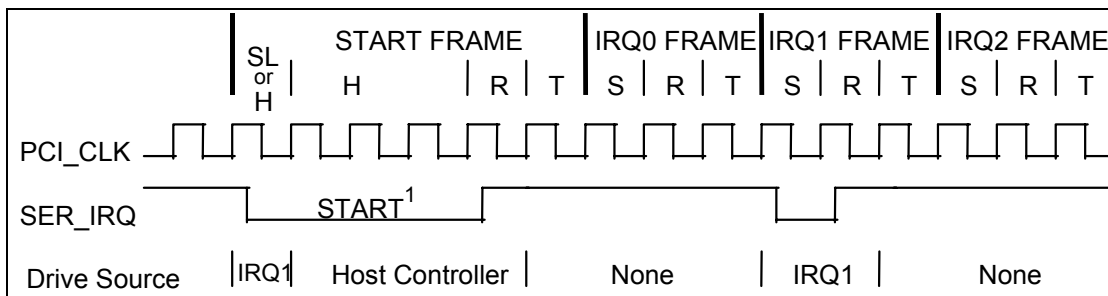 START FRAME IRQ0 FRAME IRQ1 FRAME IRQ2 FRAME
SL or H H R T S R T S R T S R T
PCI_CLK
SER_IRQ START1
Drive Source IRQ1 Host Controller None IRQ1 None